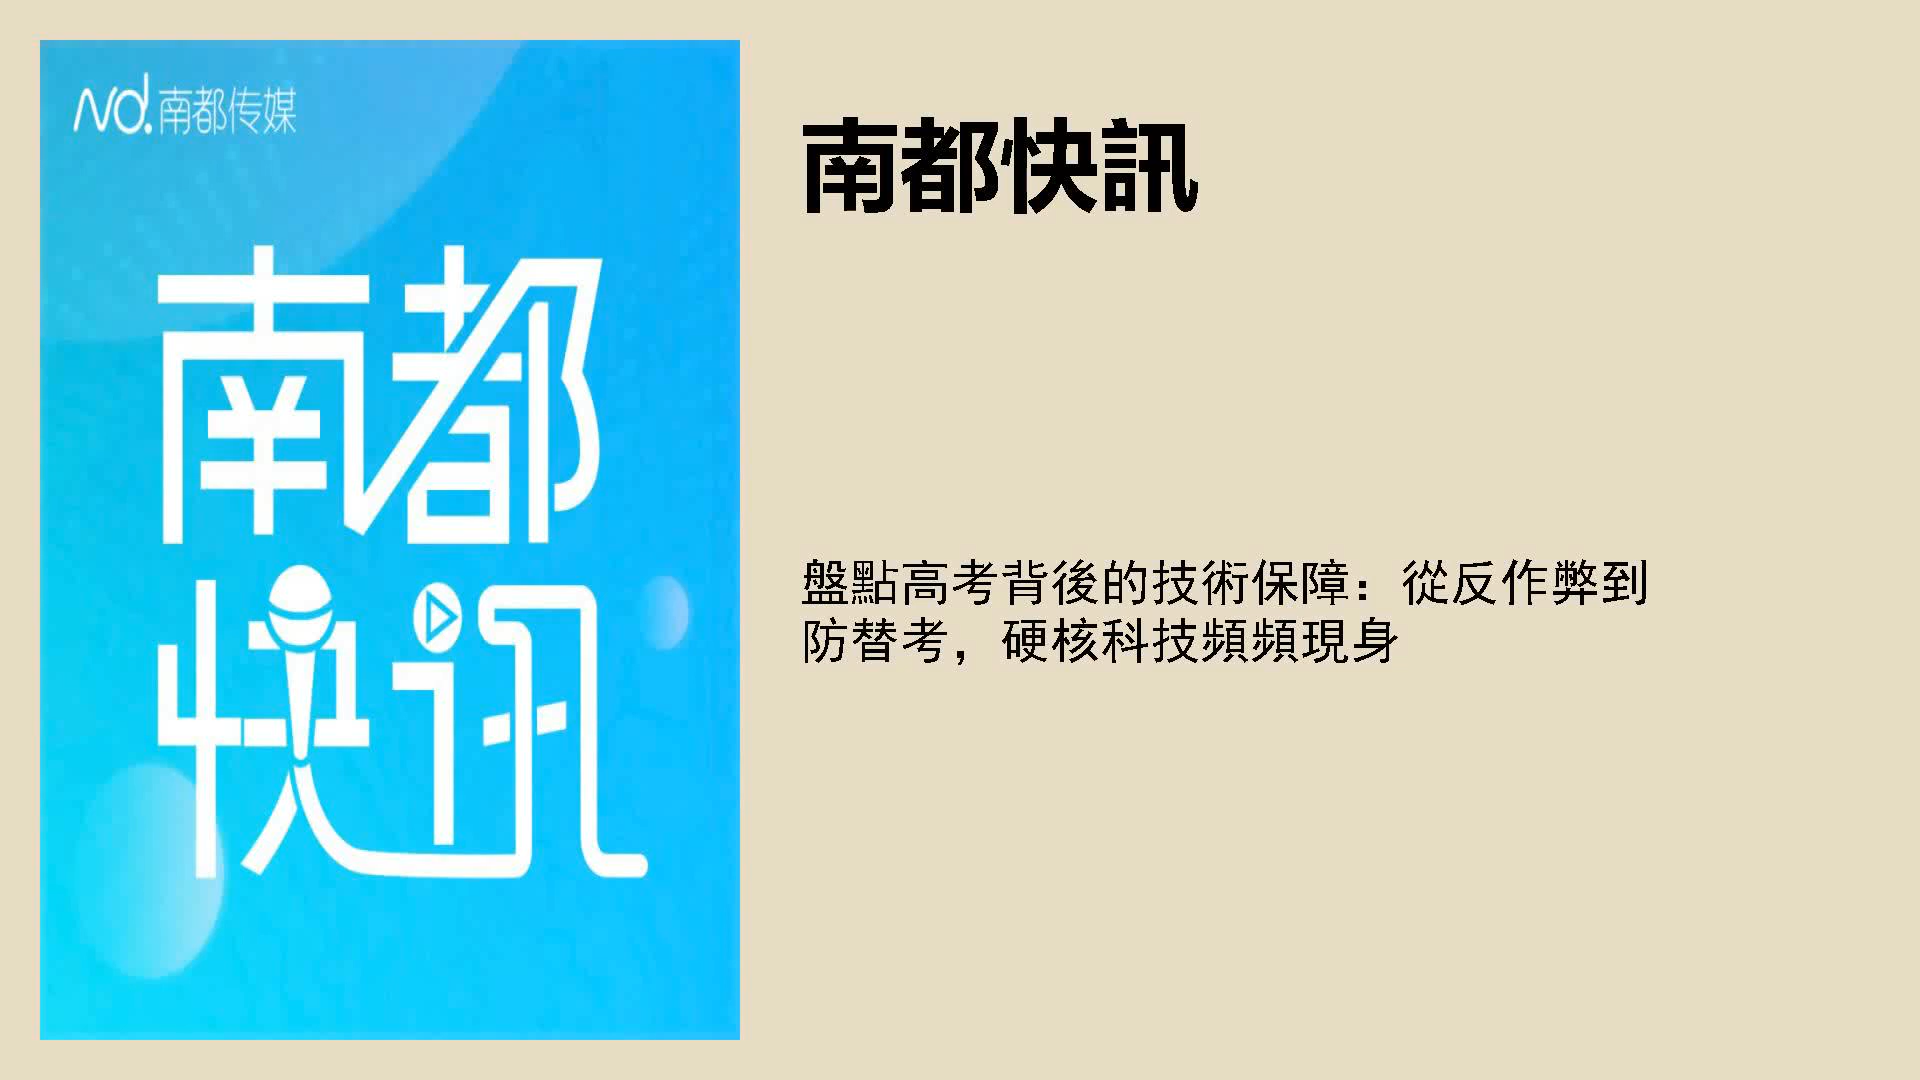 Nd.南都传媒
南都
快讯
南都快訊
盤點高考背後的技術保障：從反作弊到
防替考，硬核科技頻頻現身